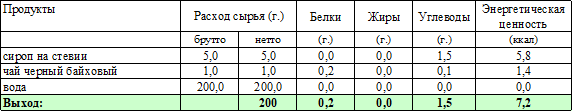 Продукты Расход сырья (г.) Белки Жиры Углеводы Энергетическая ценность
брутто нетто (г.) (г.) (г.) (ккал)
сироп на стевии 5,0 5,0 0,0 0,0 1,5 5,8
чай черный байховый 1,0 1,0 0,2 0,0 0,1 1,4
вода 200,0 200,0 0,0 0,0 0,0 0,0
Выход: 200 0,2 0,0 1,5 7,2